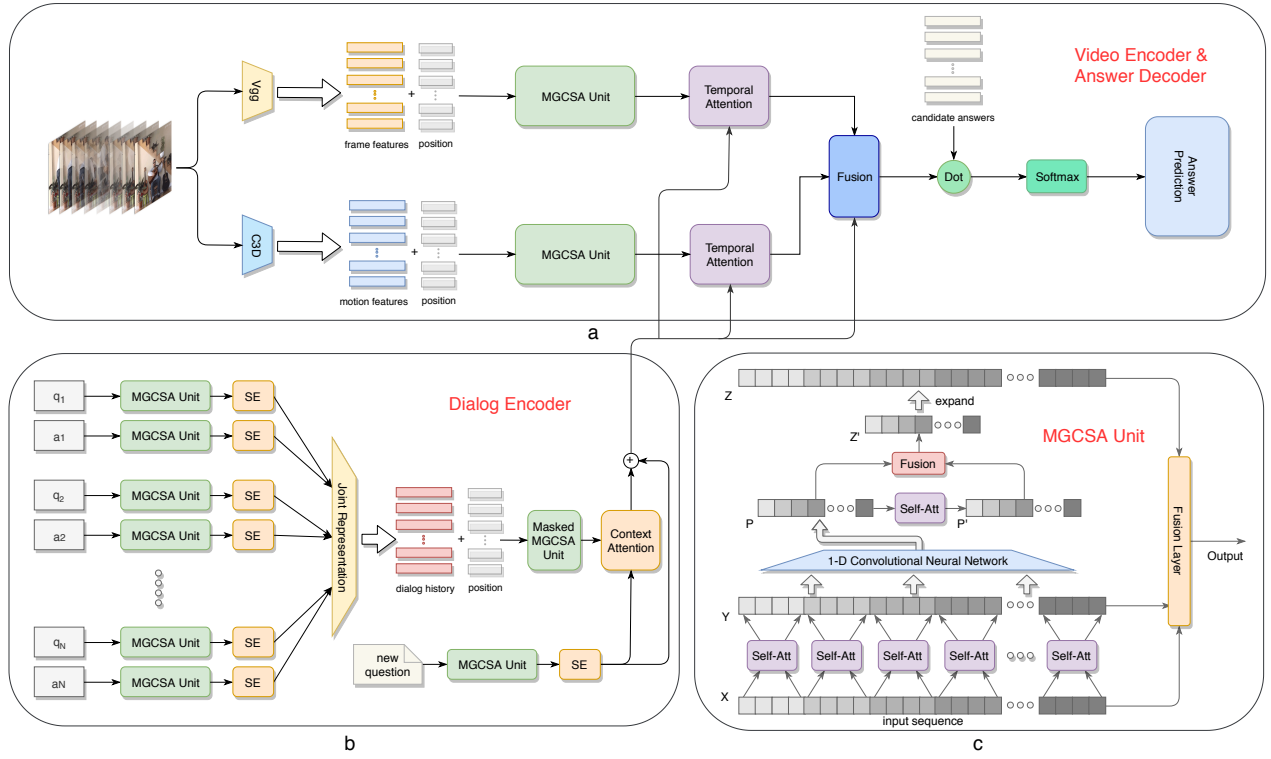 Video Encoder &
Answer Decoder
Vgg
frame features
+
position
MGCSA Unit
Temporal
Attention
candidate answers
Fusion
Dot
Softmax
Answer
Prediction
C3D
motion features
+
position
MGCSA Unit
Temporal
Attention
a
Dialog Encoder
q1
MGCSA Unit
SE
a1
MGCSA Unit
SE
q2
MGCSA Unit
SE
a2
MGCSA Unit
SE
qN
MGCSA Unit
SE
aN
MGCSA Unit
SE
Joint Representation
dialog history
+
position
Masked
MGCSA
Unit
Context
Attention
+
new
question
MGCSA Unit
SE
b
MGCSA Unit
Z
expand
Z'
Fusion
P
Self-Att
P'
1-D Convolutional Neural Network
Y
Self-Att
Self-Att
Self-Att
Self-Att
Self-Att
X
input sequence
Fusion Layer
Output
c